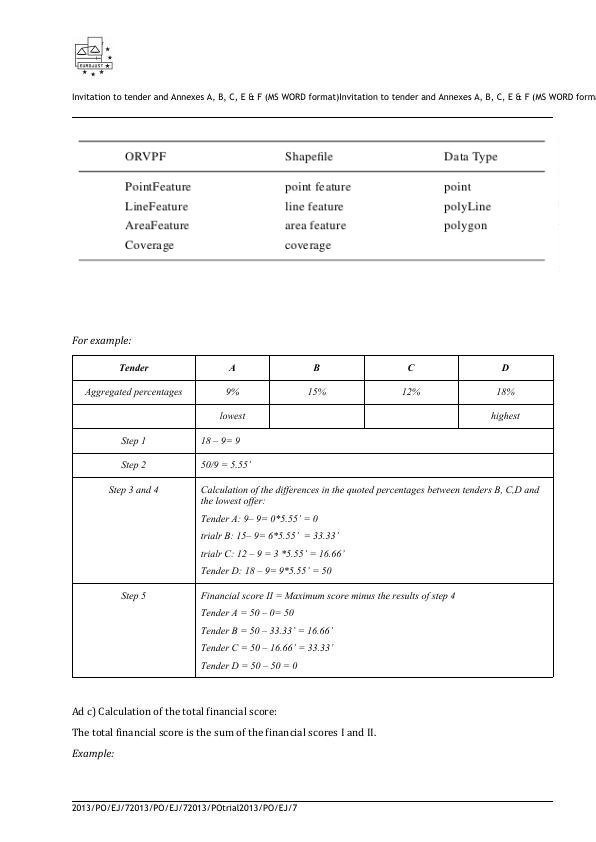 EUROJUST
Invitation to tender and Annexes A, B, C, E & F (MS WORD format)Invitation to tender and Annexes A, B, C, E & F (MS WORD form
ORVPF Shapefile Data Type
PointFeature point feature point
LineFeature line feature polyLine
AreaFeature area feature polygon
Coverage coverage
For example:
Tender A B C D
Aggregated percentages 9% 15% 12% 18%
lowest highest
Step 1 18 – 9= 9
Step 2 50/9 = 5.55’
Step 3 and 4 Calculation of the differences in the quoted percentages between tenders B, C,D and
the lowest offer:
Tender A: 9– 9= 0*5.55’ = 0
trialr B: 15– 9= 6*5.55’ = 33.33’
trialr C: 12 – 9 = 3 *5.55’ = 16.66’
Tender D: 18 – 9= 9*5.55’ = 50
Step 5 Financial score II = Maximum score minus the results of step 4
Tender A = 50 – 0= 50
Tender B = 50 – 33.33’ = 16.66’
Tender C = 50 – 16.66’ = 33.33’
Tender D = 50 – 50 = 0
Ad c) Calculation of the total financial score:
The total financial score is the sum of the financial scores I and II.
Example:
2013/PO/EJ/72013/PO/EJ/72013/POtrial2013/PO/EJ/7